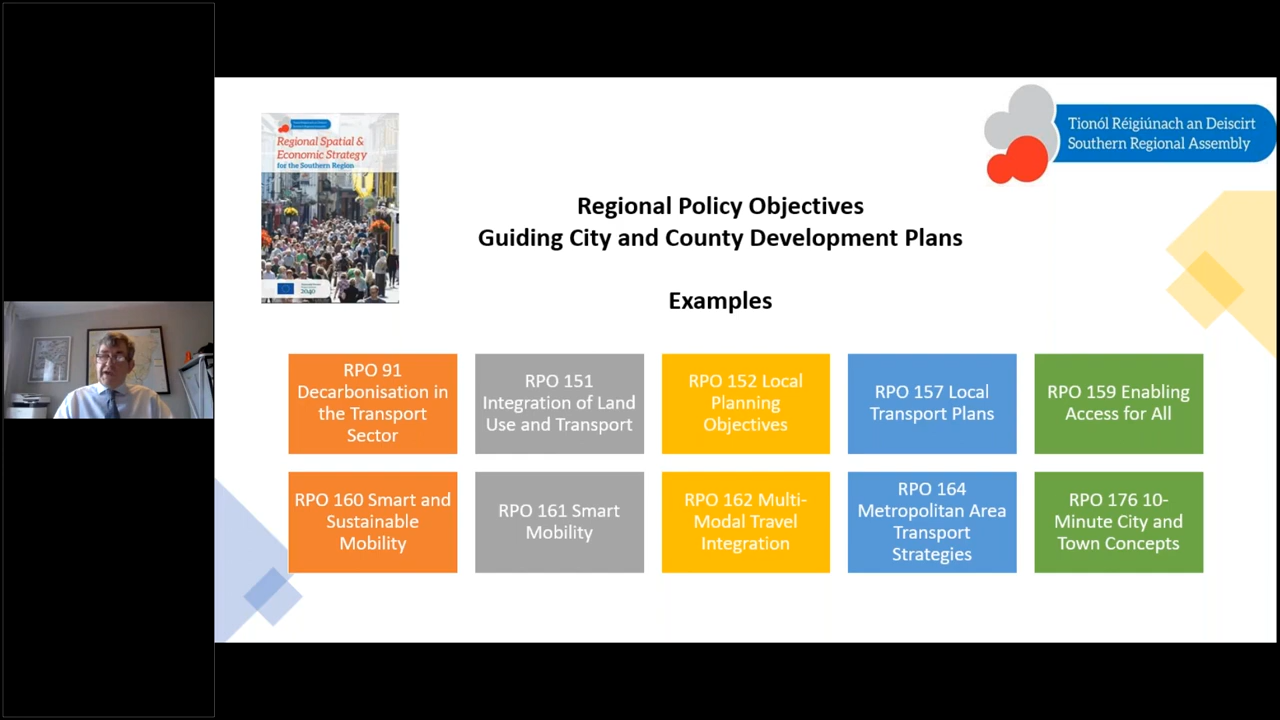 Tionól Réigiúnach an Deiscirt
Southern Regional Assembly
Regional Spatial &
Economic Strategy
for the Southern Region
2040
Regional Policy Objectives
Guiding City and County Development Plans
Examples
RPO 91
Decarbonisation in
the Transport
Sector
RPO 151
Integration of Land
Use and Transport
RPO 152 Local
Planning
Objectives
RPO 157 Local
Transport Plans
RPO 159 Enabling
Access for All
RPO 160 Smart and
Sustainable
Mobility
RPO 161 Smart
Mobility
RPO 162 Multi-
Modal Travel
Integration
RPO 164
Metropolitan Area
Transport
Strategies
RPO 176 10-
Minute City and
Town Concepts